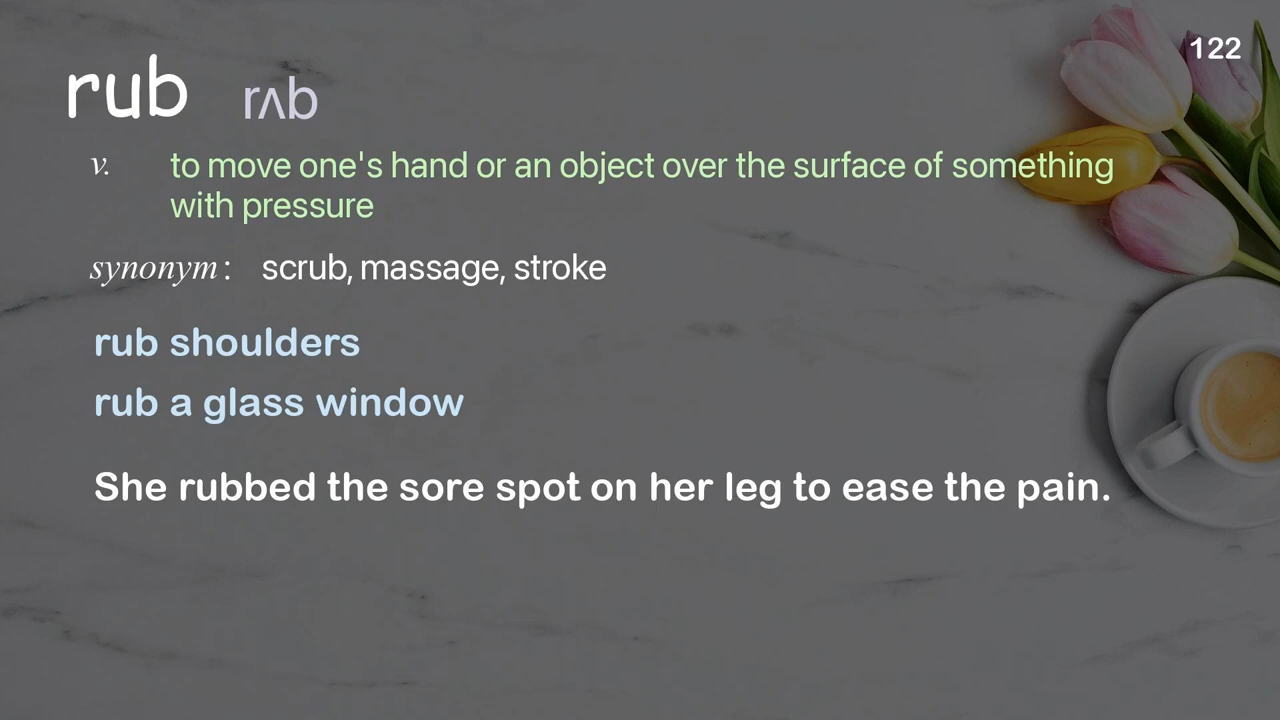 122
rub rʌb
v. to move one's hand or an object over the surface of something
with pressure
synonym: scrub, massage, stroke
rub shoulders
rub a glass window
She rubbed the sore spot on her leg to ease the pain.